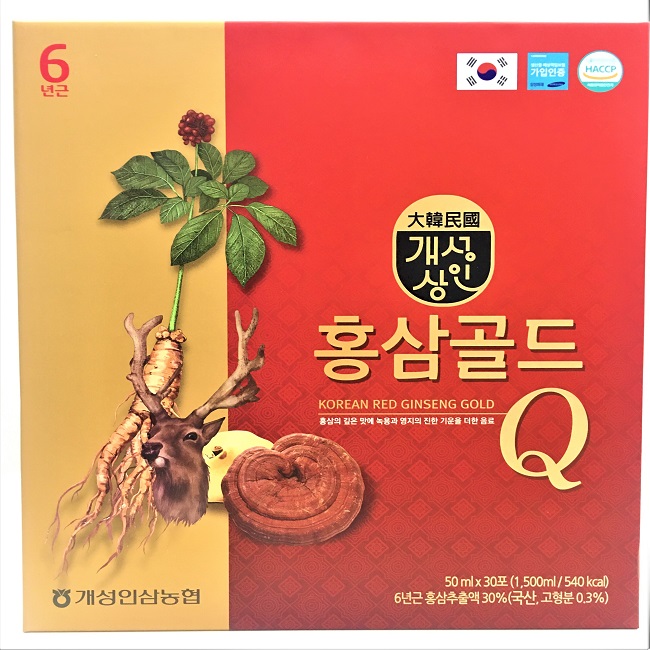 6
년근
가입인증
HACCP
大韓民國
개성
상인
홍삼골드
KOREAN RED GINSENG GOLD
홍삼의 깊은 맛에 녹용과 영지의 진한 기운을 더한 음료
Q
50 ml x 30포 (1,500ml / 540 kcal)
6년근 홍삼추출액 30%(국산, 고형분 0.3%)
개성인삼농협